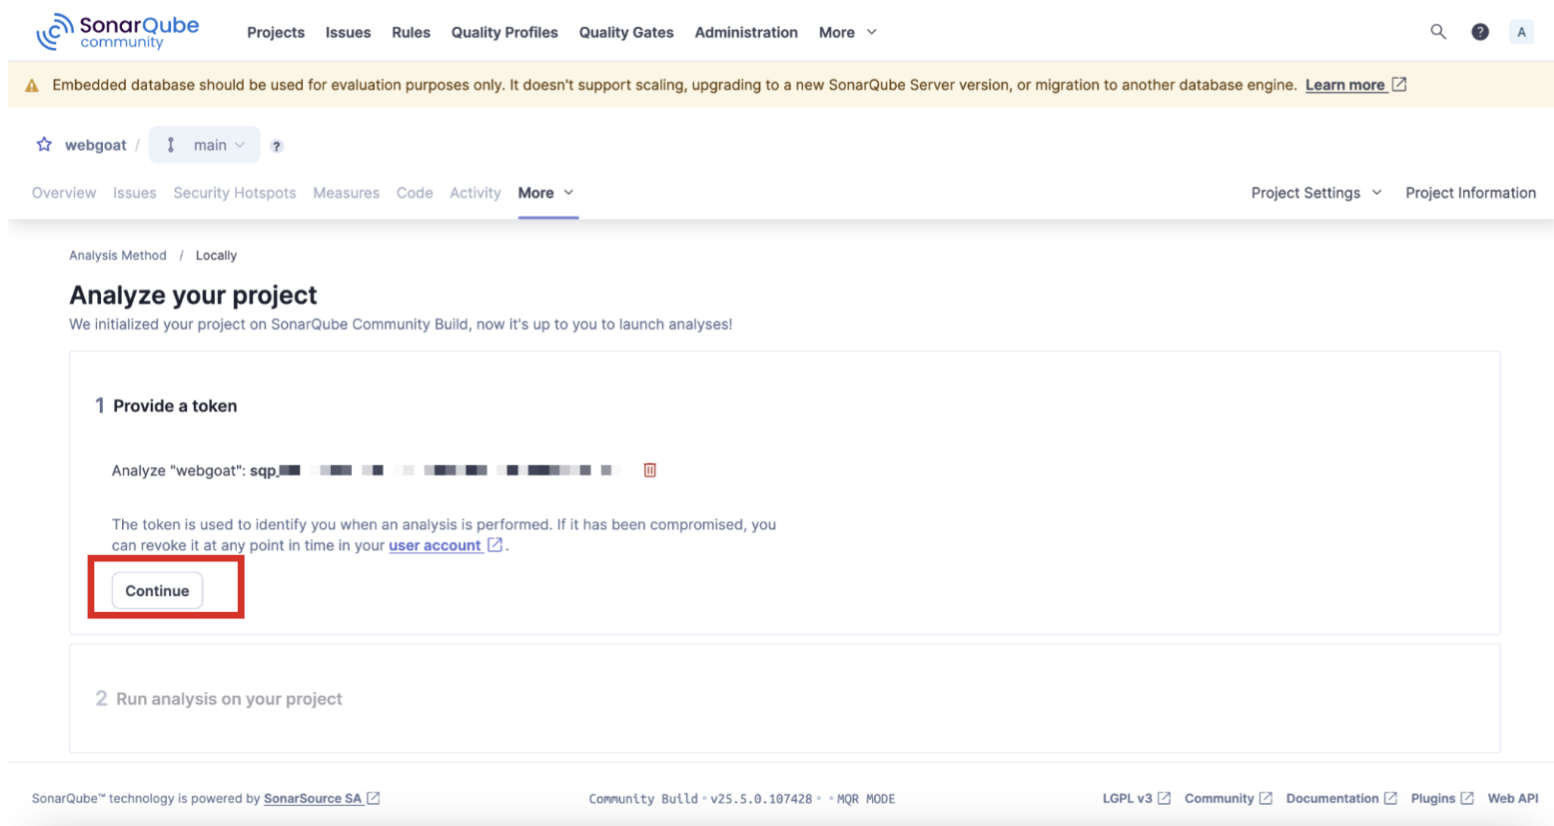 SonarQube
community
Projects Issues Rules Quality Profiles Quality Gates Administration More
? A
Embedded database should be used for evaluation purposes only. It doesn't support scaling, upgrading to a new SonarQube Server version, or migration to another database engine. Learn more
webgoat / main ?
Overview Issues Security Hotspots Measures Code Activity More Project Settings Project Information
Analysis Method / Locally
Analyze your project
We initialized your project on SonarQube Community Build, now it's up to you to launch analyses!
1 Provide a token
Analyze "webgoat": sqp_
The token is used to identify you when an analysis is performed. If it has been compromised, you
can revoke it at any point in time in your user account .
Continue
2 Run analysis on your project
SonarQube™ technology is powered by SonarSource SA Community Build • v25.5.0.107428 • • MQR MODE LGPL v3 Community Documentation Plugins Web API